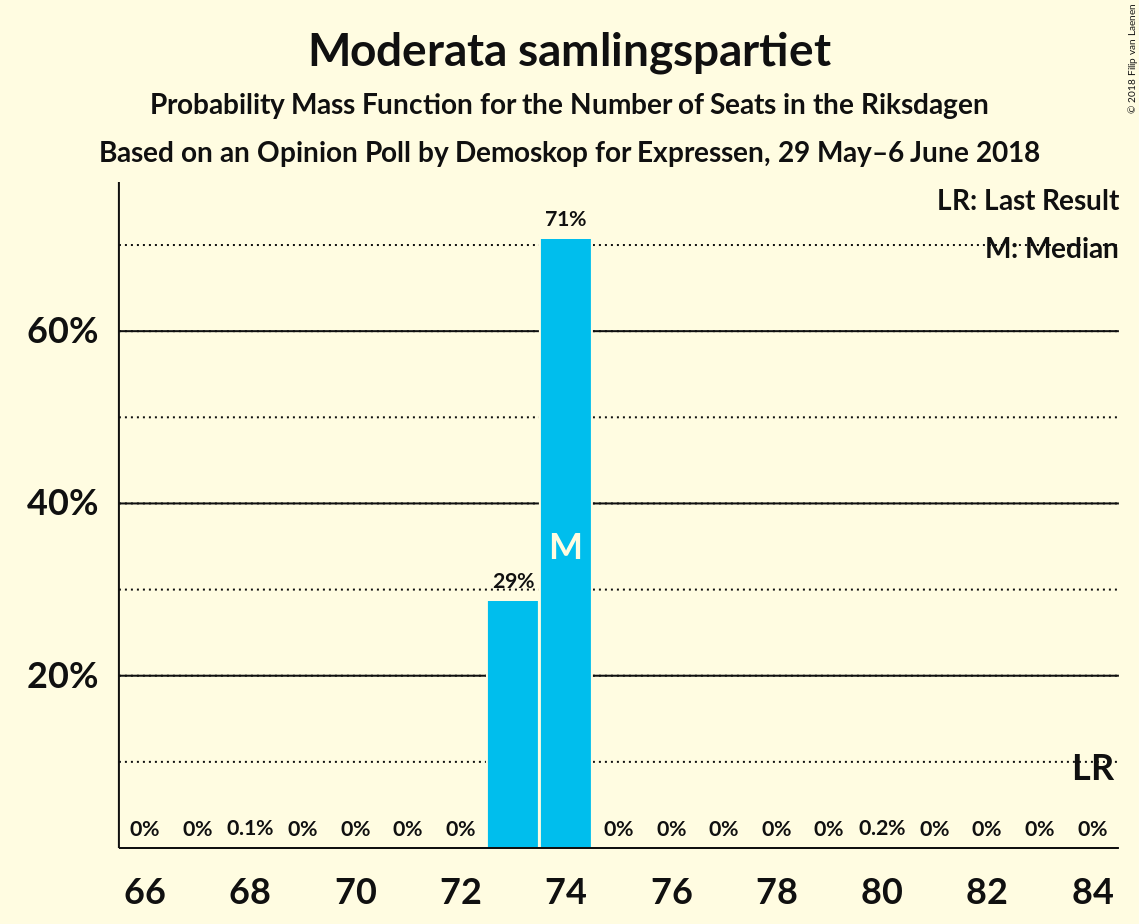 Moderata samlingspartiet
Probability Mass Function for the Number of Seats in the Riksdagen
Based on an Opinion Poll by Demoskop for Expressen, 29 May–6 June 2018
© 2018 Filip van Laenen
LR: Last Result
M: Median
71%
60%
40%
M
29%
20%
LR
0% 0% 0.1% 0% 0% 0% 0% 0% 0% 0% 0% 0% 0.2% 0% 0% 0% 0%
66 68 70 72 74 76 78 80 82 84